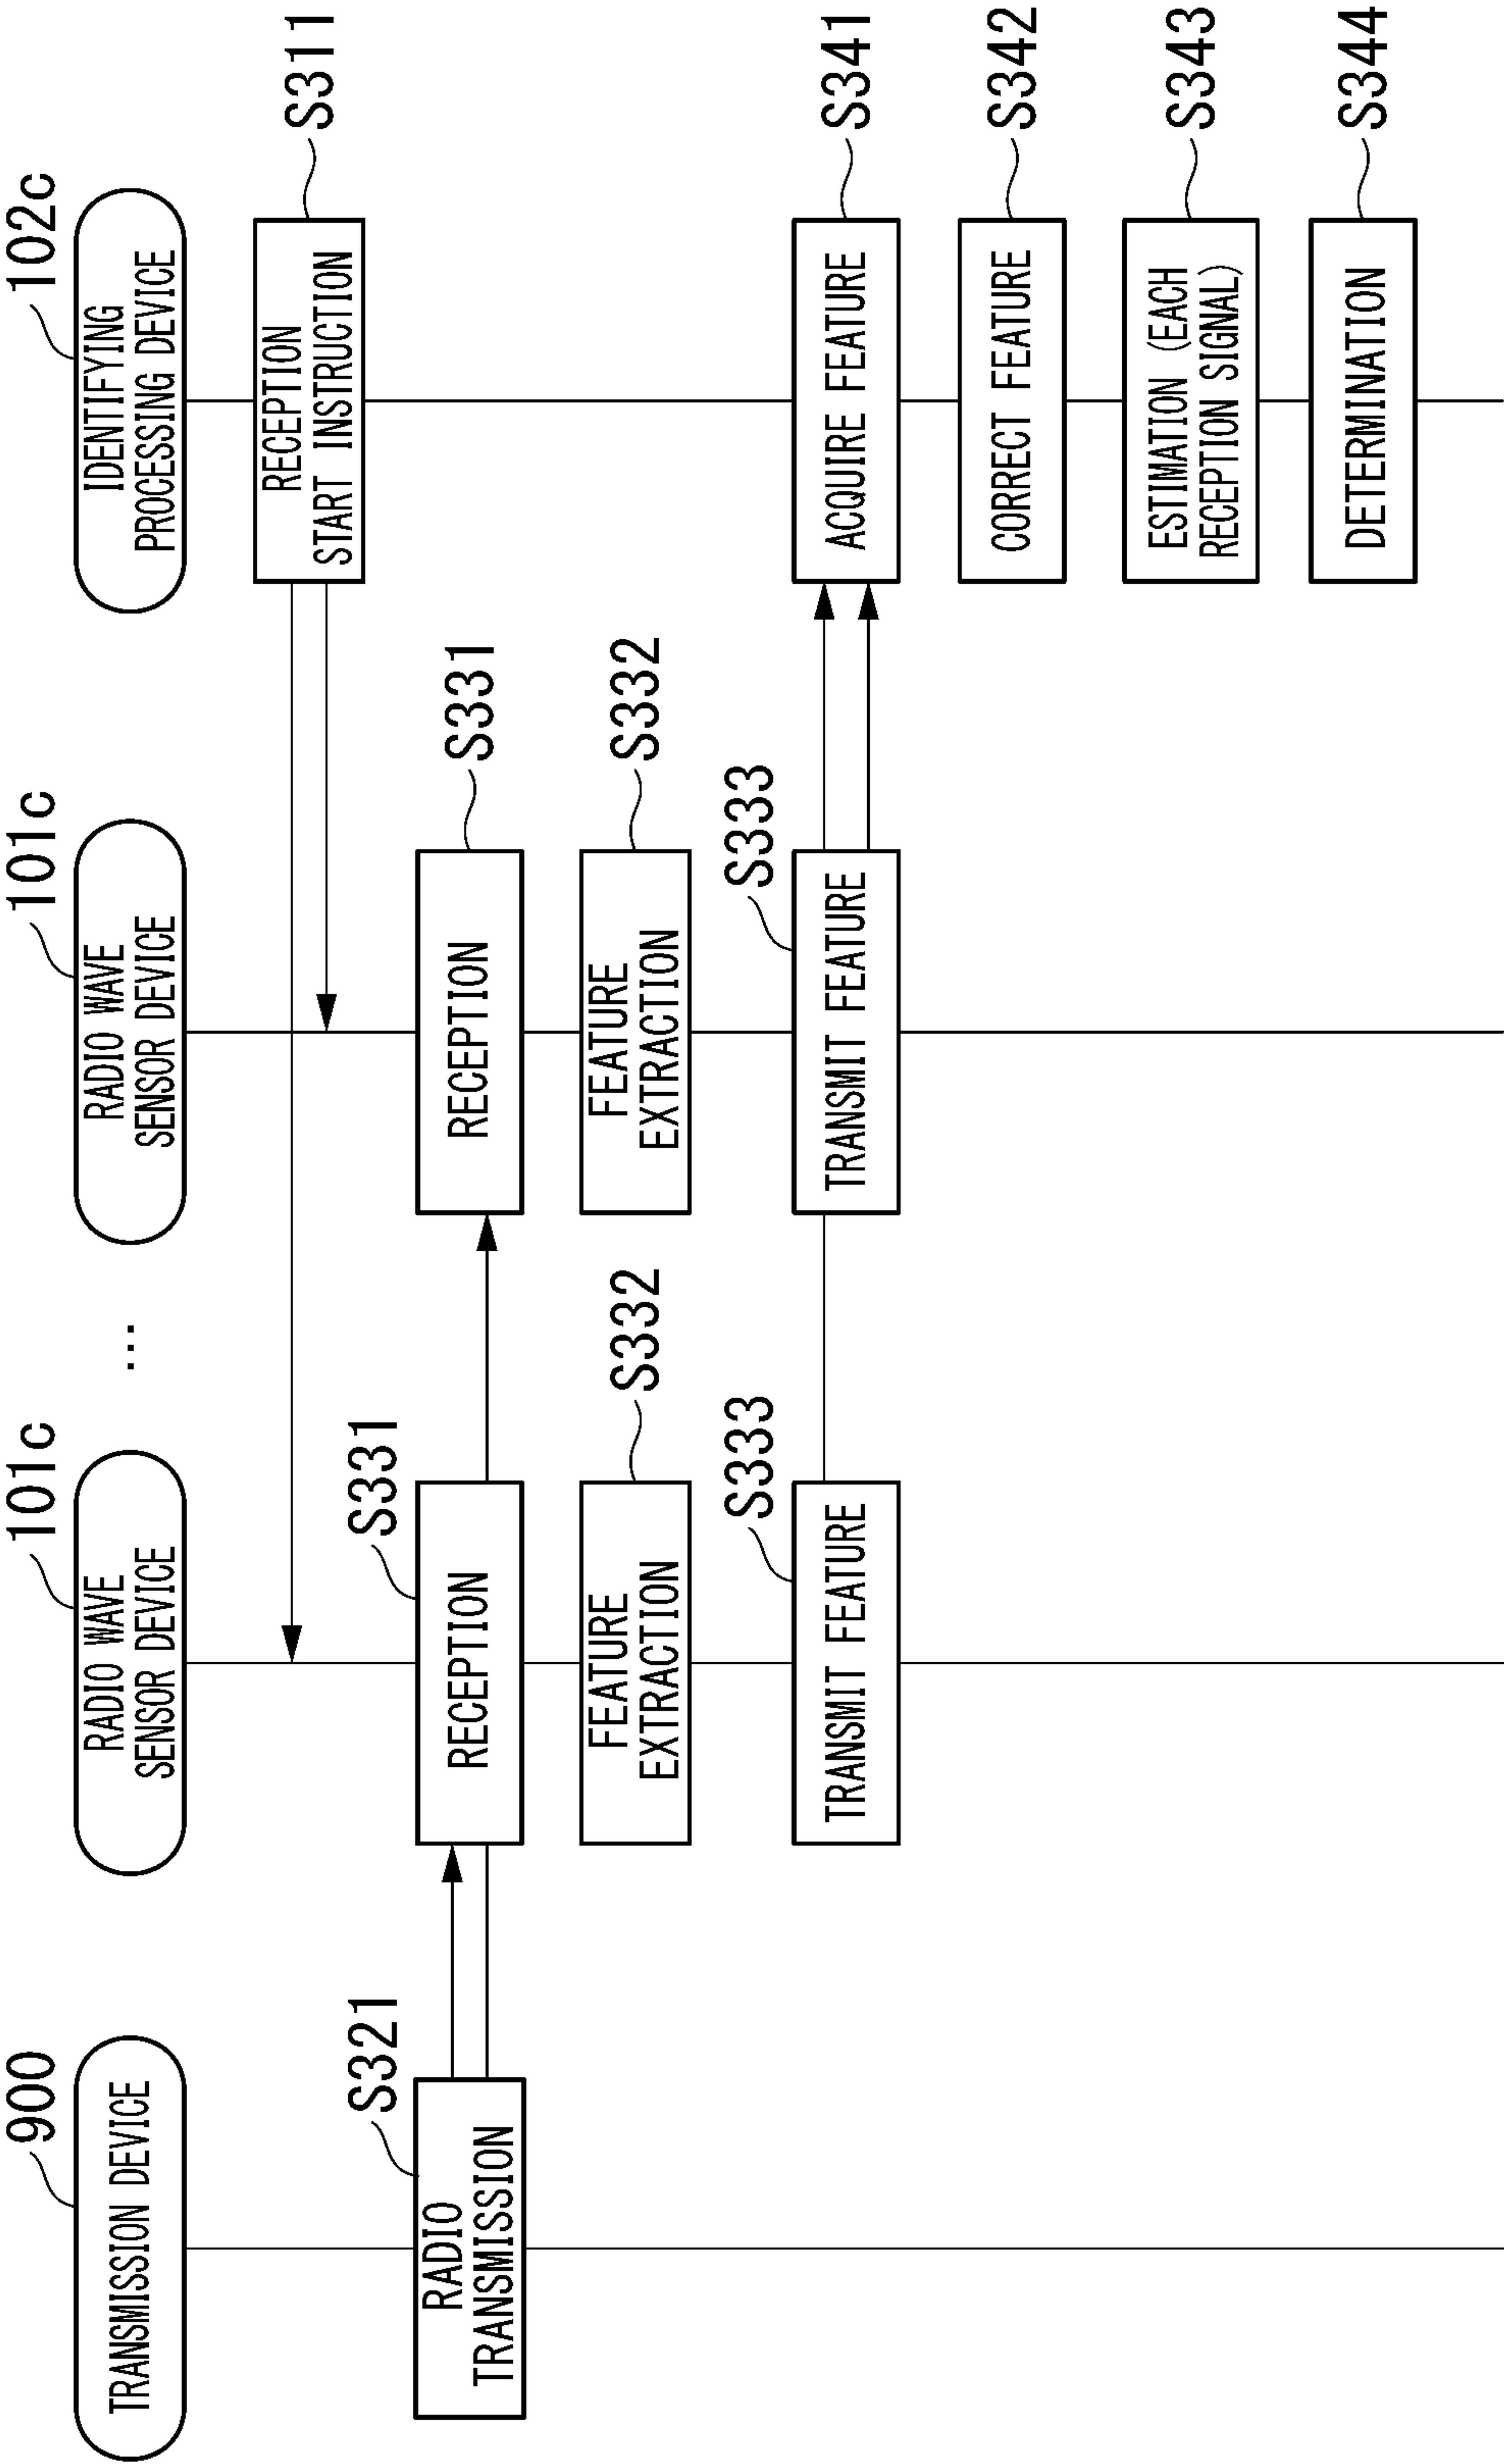 900
101c
101c
102c
TRANSMISSION DEVICE
RADIO WAVE
SENSOR DEVICE
...
RADIO WAVE
SENSOR DEVICE
IDENTIFYING
PROCESSING DEVICE
RECEPTION
START INSTRUCTION
S311
S321
RADIO
TRANSMISSION
S331
RECEPTION
S331
RECEPTION
S332
FEATURE
EXTRACTION
S332
FEATURE
EXTRACTION
S333
TRANSMIT FEATURE
S333
TRANSMIT FEATURE
S341
ACQUIRE FEATURE
S342
CORRECT FEATURE
S343
ESTIMATION (EACH
RECEPTION SIGNAL)
S344
DETERMINATION